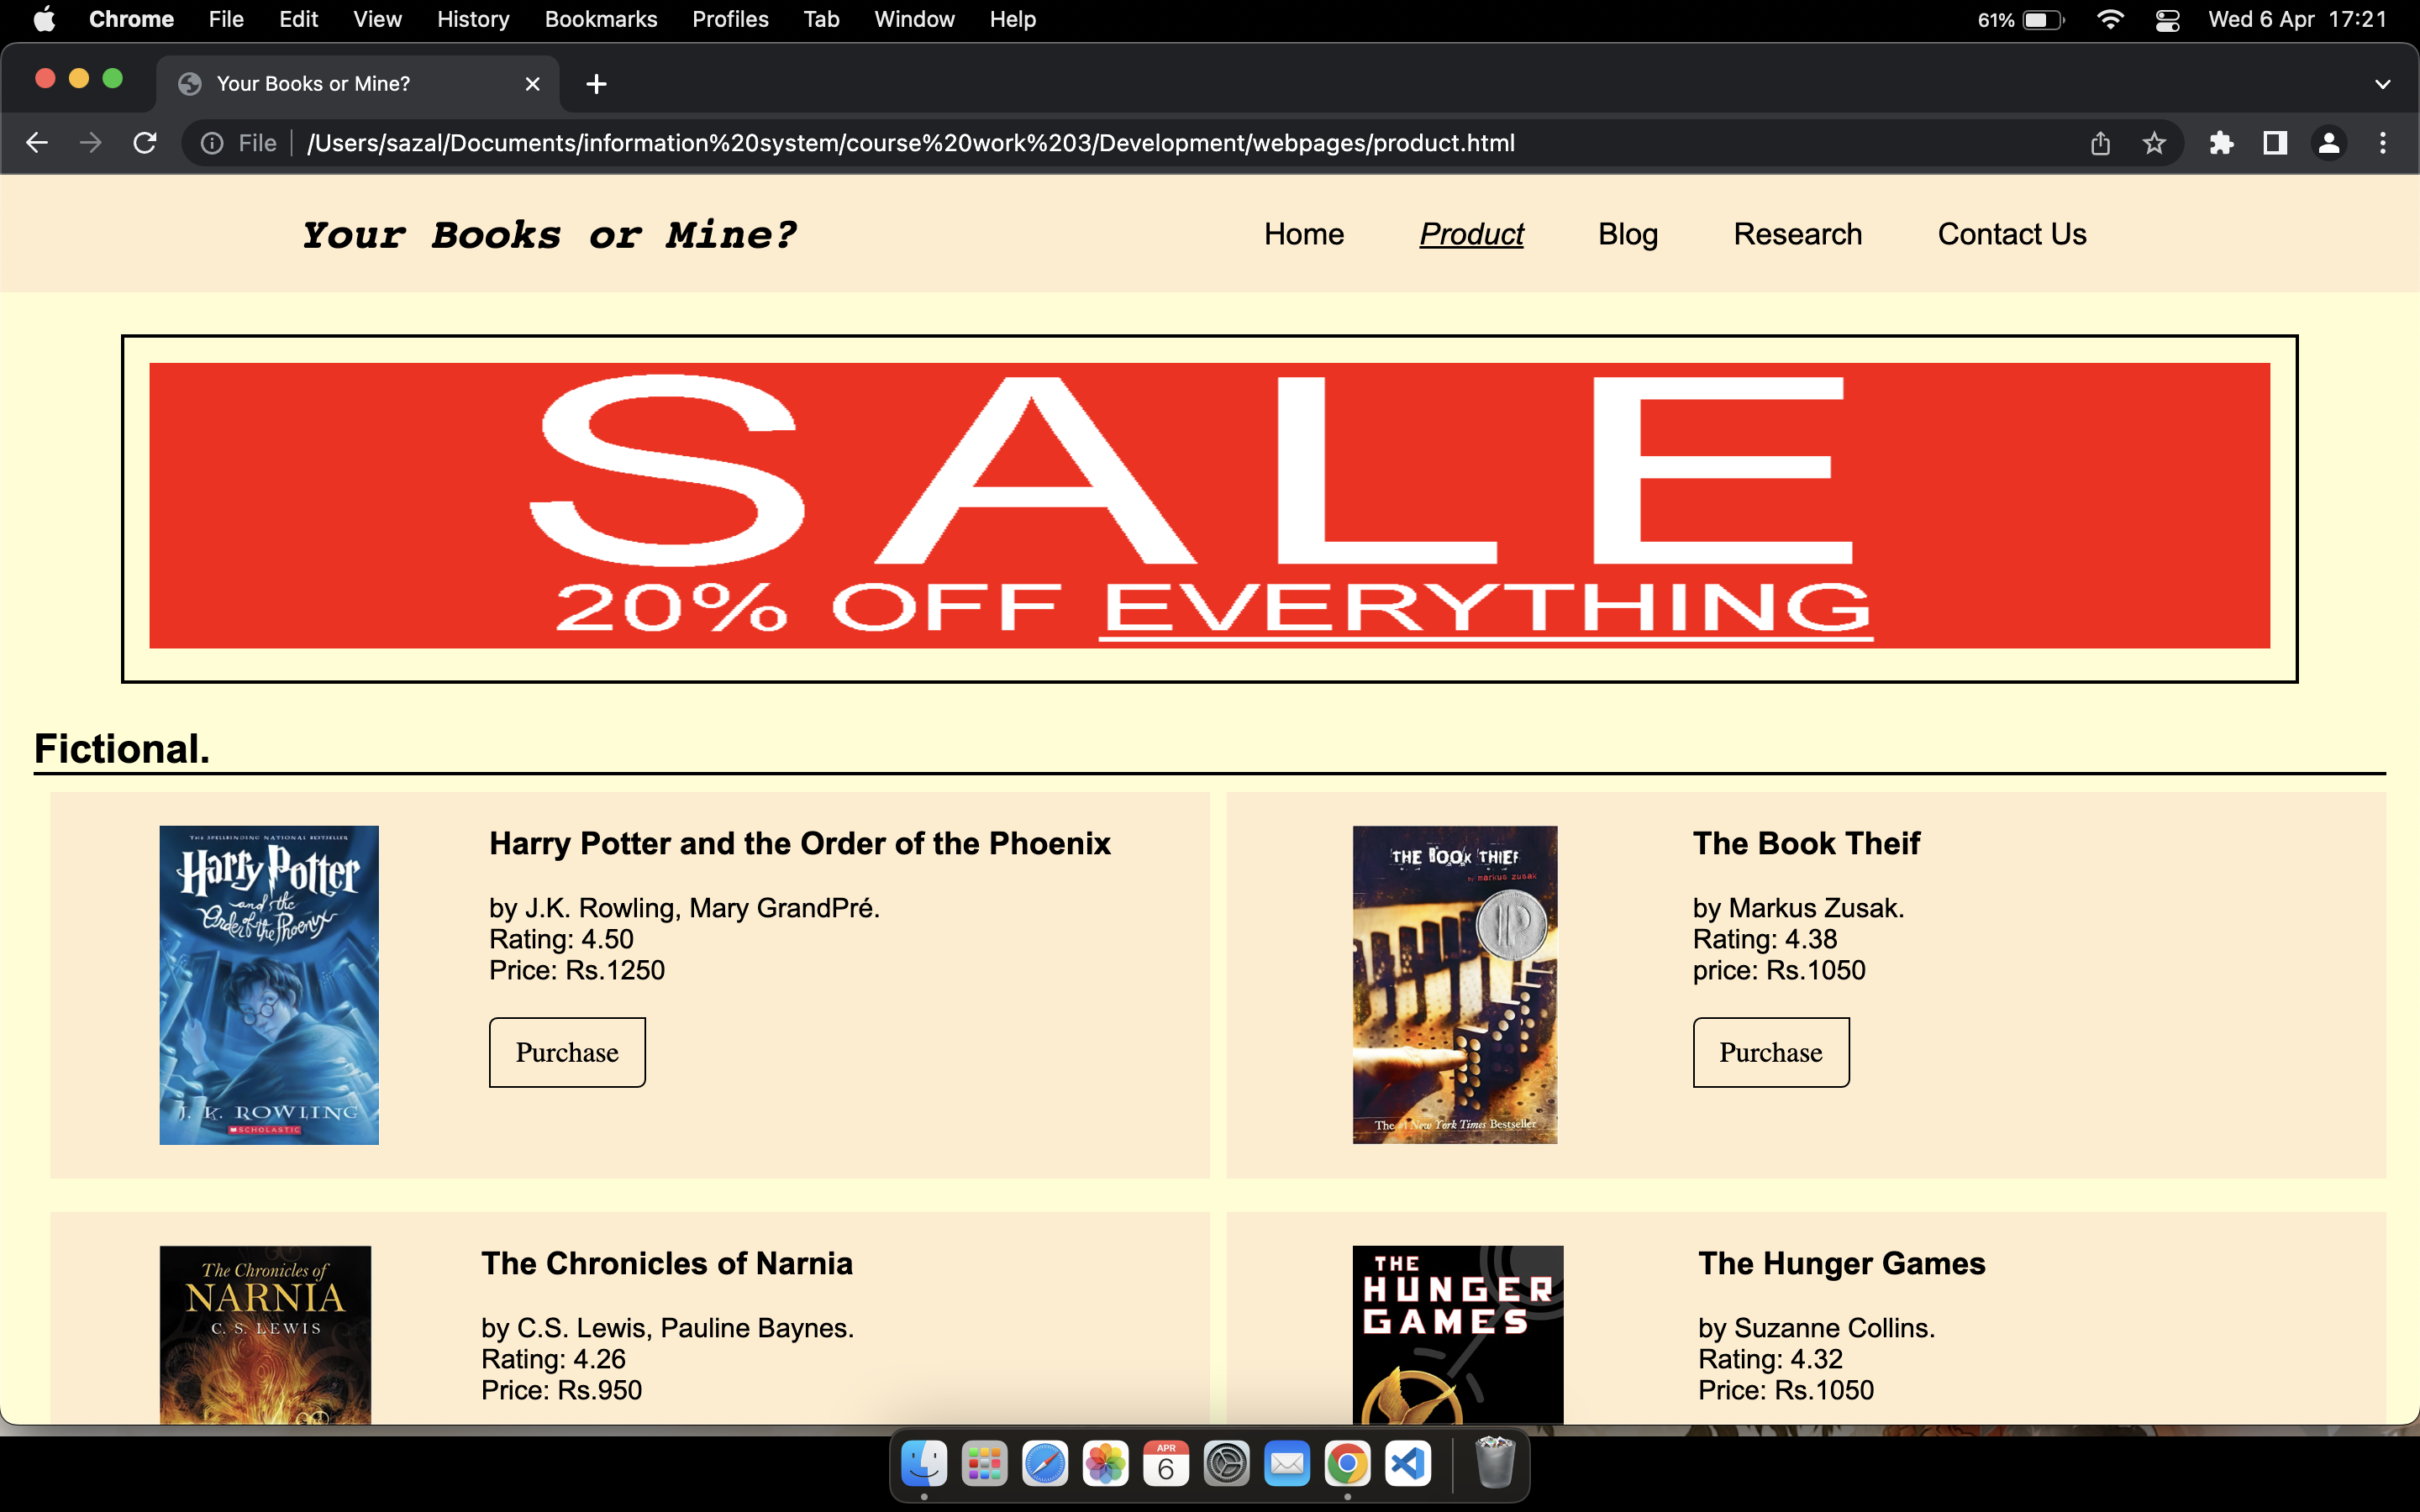 Chrome File Edit View History Bookmarks Profiles Tab Window Help 61% Wed 6 Apr 17:21
Your Books or Mine?
File /Users/sazal/Documents/information%20system/course%20work%203/Development/webpages/product.html
Your Books or Mine? Home Product Blog Research Contact Us
SALE
20% OFF EVERYTHING
Fictional.
THE SPELLBINDING NATIONAL BESTSELLER
Harry Potter
and the
Order of the Phoenix
J. K. ROWLING
SCHOLASTIC
Harry Potter and the Order of the Phoenix
by J.K. Rowling, Mary GrandPré.
Rating: 4.50
Price: Rs.1250
Purchase
THE BOOK THIEF
by markus zusak
The #1 New York Times Bestseller
The Book Theif
by Markus Zusak.
Rating: 4.38
price: Rs.1050
Purchase
The Chronicles of
NARNIA
C. S. LEWIS
The Chronicles of Narnia
by C.S. Lewis, Pauline Baynes.
Rating: 4.26
Price: Rs.950
THE
HUNGER
GAMES
The Hunger Games
by Suzanne Collins.
Rating: 4.32
Price: Rs.1050
APR
6